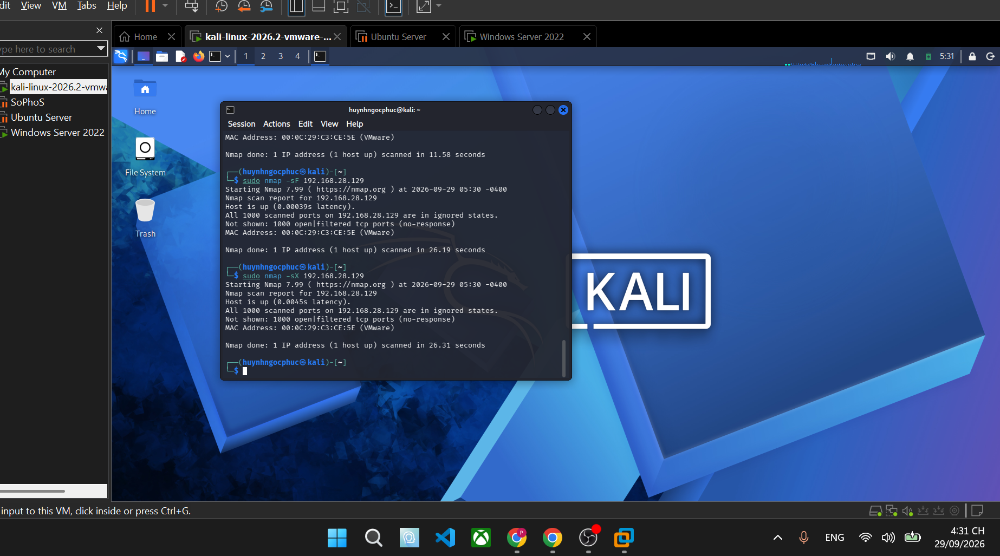 dit View VM Tabs Help
Home
kali-linux-2026.2-vmware-...
Ubuntu Server
Windows Server 2022
ype here to search
My Computer
kali-linux-2026.2-vmwa
SoPhoS
Ubuntu Server
Windows Server 2022
1 2 3 4
5:31
Home
File System
Trash
huynhngocphuc@kali: ~
Session Actions Edit View Help
MAC Address: 00:0C:29:C3:CE:5E (VMware)
Nmap done: 1 IP address (1 host up) scanned in 11.58 seconds
┌──(huynhngocphuc㉿kali)-[~]
└─$ sudo nmap -sF 192.168.28.129
Starting Nmap 7.99 ( https://nmap.org ) at 2026-09-29 05:30 -0400
Nmap scan report for 192.168.28.129
Host is up (0.00039s latency).
All 1000 scanned ports on 192.168.28.129 are in ignored states.
Not shown: 1000 open|filtered tcp ports (no-response)
MAC Address: 00:0C:29:C3:CE:5E (VMware)
Nmap done: 1 IP address (1 host up) scanned in 26.19 seconds
┌──(huynhngocphuc㉿kali)-[~]
└─$ sudo nmap -sX 192.168.28.129
Starting Nmap 7.99 ( https://nmap.org ) at 2026-09-29 05:30 -0400
Nmap scan report for 192.168.28.129
Host is up (0.0045s latency).
All 1000 scanned ports on 192.168.28.129 are in ignored states.
Not shown: 1000 open|filtered tcp ports (no-response)
MAC Address: 00:0C:29:C3:CE:5E (VMware)
Nmap done: 1 IP address (1 host up) scanned in 26.31 seconds
┌──(huynhngocphuc㉿kali)-[~]
└─$
KALI
input to this VM, click inside or press Ctrl+G.
P
ENG
4:31 CH
29/09/2026